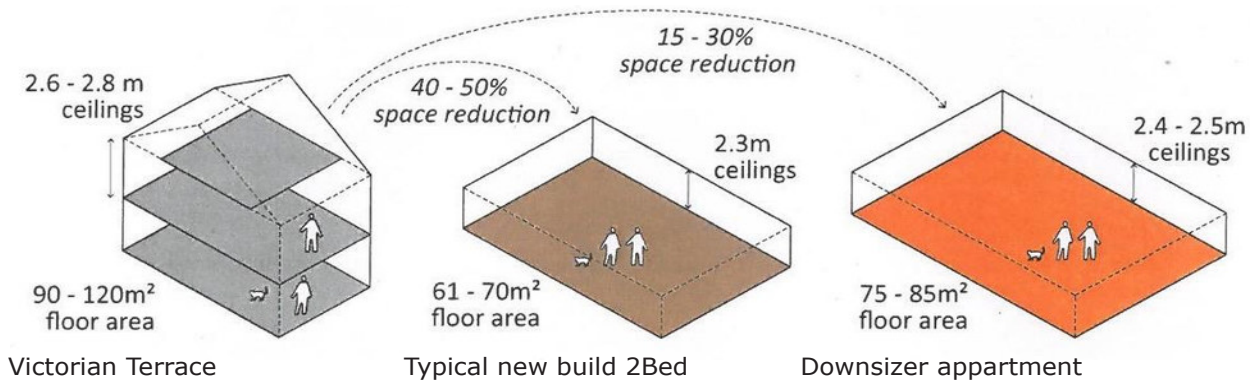 15 - 30%
space reduction
2.6 - 2.8 m
ceilings
40 - 50%
space reduction
2.3m
ceilings
2.4 - 2.5m
ceilings
90 - 120m²
floor area
61 - 70m²
floor area
75 - 85m²
floor area
Victorian Terrace
Typical new build 2Bed
Downsizer appartment